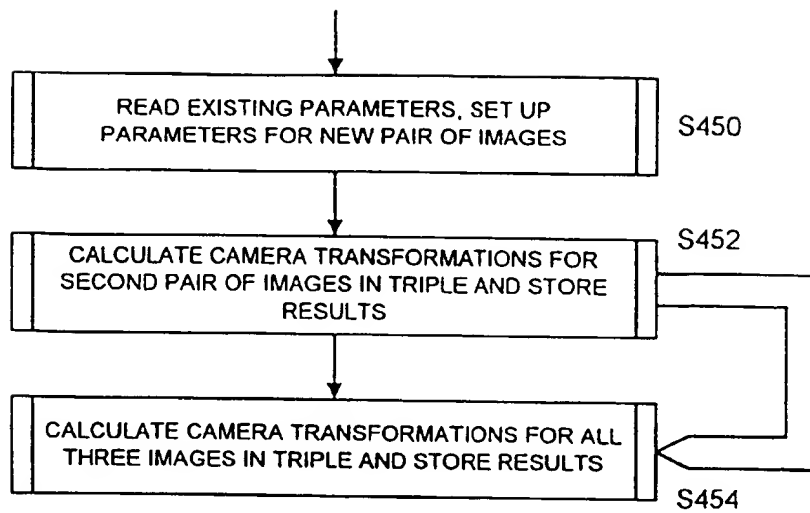 READ EXISTING PARAMETERS, SET UP
PARAMETERS FOR NEW PAIR OF IMAGES
S450
S452
CALCULATE CAMERA TRANSFORMATIONS FOR
SECOND PAIR OF IMAGES IN TRIPLE AND STORE
RESULTS
CALCULATE CAMERA TRANSFORMATIONS FOR ALL
THREE IMAGES IN TRIPLE AND STORE RESULTS
S454